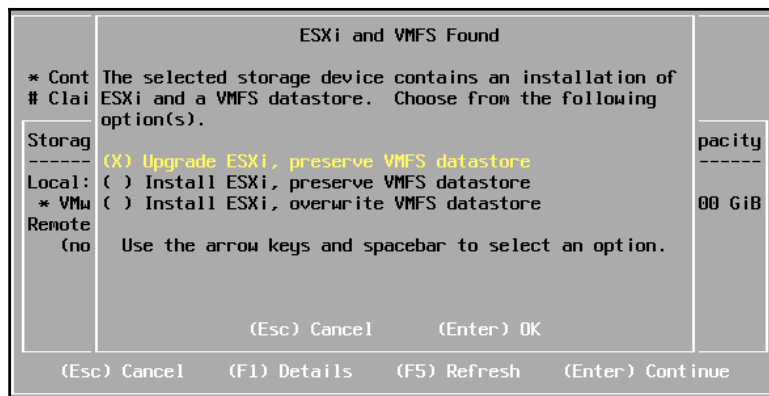 ESXi and VMFS Found
* Cont The selected storage device contains an installation of
# Clai ESXi and a VMFS datastore.  Choose from the following
option(s).
Storag pacity
------ (X) Upgrade ESXi, preserve VMFS datastore ------
Local: ( ) Install ESXi, preserve VMFS datastore
* VMw ( ) Install ESXi, overwrite VMFS datastore 00 GiB
Remote
(no Use the arrow keys and spacebar to select an option.
(Esc) Cancel (Enter) OK
(Esc) Cancel (F1) Details (F5) Refresh (Enter) Continue